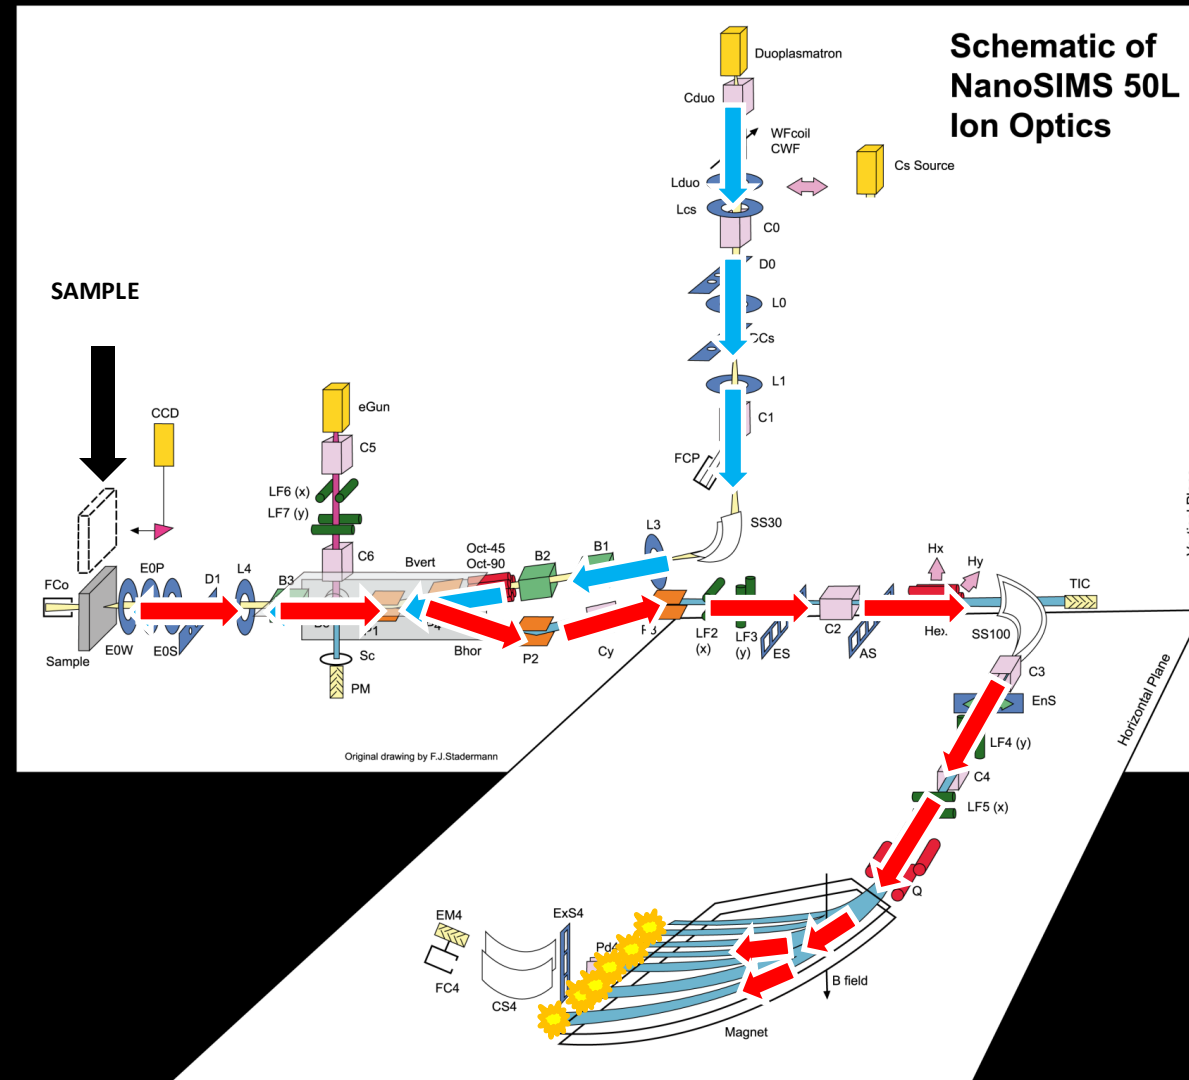 Schematic of
NanoSIMS 50L
Ion Optics
Duoplasmatron
Cduo
WFcoil
CWF
Cs Source
Lduo
Lcs
C0
D0
L0
L1
C1
FCP
SS30
SAMPLE
CCD
eGun
C5
LF6 (x)
LF7 (y)
C6
L3
Bvert
Oct-45
Oct-90
B2
B1
Hx
Hy
TIC
FCo
E0P
D1
L4
B3
Sample
E0W
E0S
Sc
PM
P1
Bhor
P2
Cy
LF2
(x)
LF3
(y)
ES
C2
AS
Hex.
SS100
C3
EnS
LF4 (y)
C4
LF5 (x)
Horizontal Plane
Original drawing by F.J.Stadermann
Q
EM4
ExS4
FC4
CS4
B field
Magnet